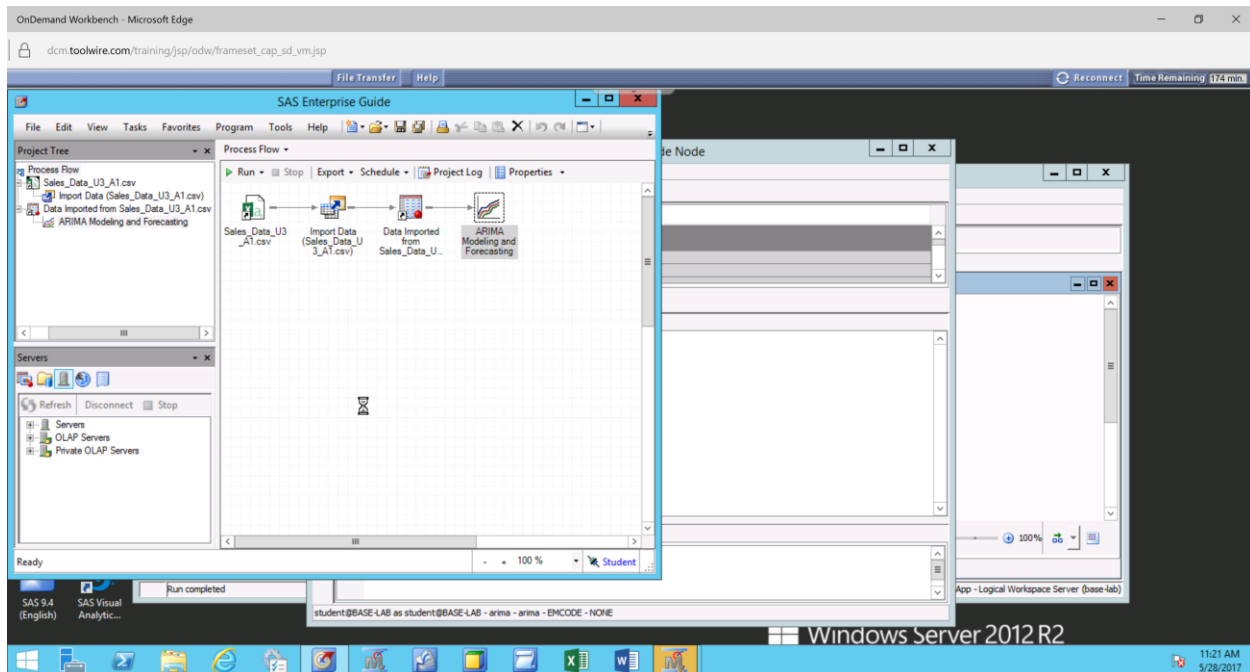 OnDemand Workbench - Microsoft Edge
dcm.toolwire.com/training/jsp/odw/frameset_cap_sd_vm.jsp
File Transfer Help
Reconnect Time Remaining 174 min.
SAS Enterprise Guide
File Edit View Tasks Favorites Program Tools Help
Project Tree
Process Flow
Sales_Data_U3_A1.csv
Import Data (Sales_Data_U3_A1.csv)
Data Imported from Sales_Data_U3_A1.csv
ARIMA Modeling and Forecasting
Process Flow
Run Stop Export Schedule Project Log Properties
Sales_Data_U3
_A1.csv
Import Data
(Sales_Data_U
3_A1.csv)
Data Imported
from
Sales_Data_U...
ARIMA
Modeling and
Forecasting
Servers
Refresh Disconnect Stop
Servers
OLAP Servers
Private OLAP Servers
Ready
- + 100 % Student
de Node
100%
Run completed
App - Logical Workspace Server (base-lab)
student@BASE-LAB as student@BASE-LAB - arima - arima - EMCODE - NONE
SAS 9.4
(English)
SAS Visual
Analytic...
Windows Server 2012 R2
11:21 AM
5/28/2017